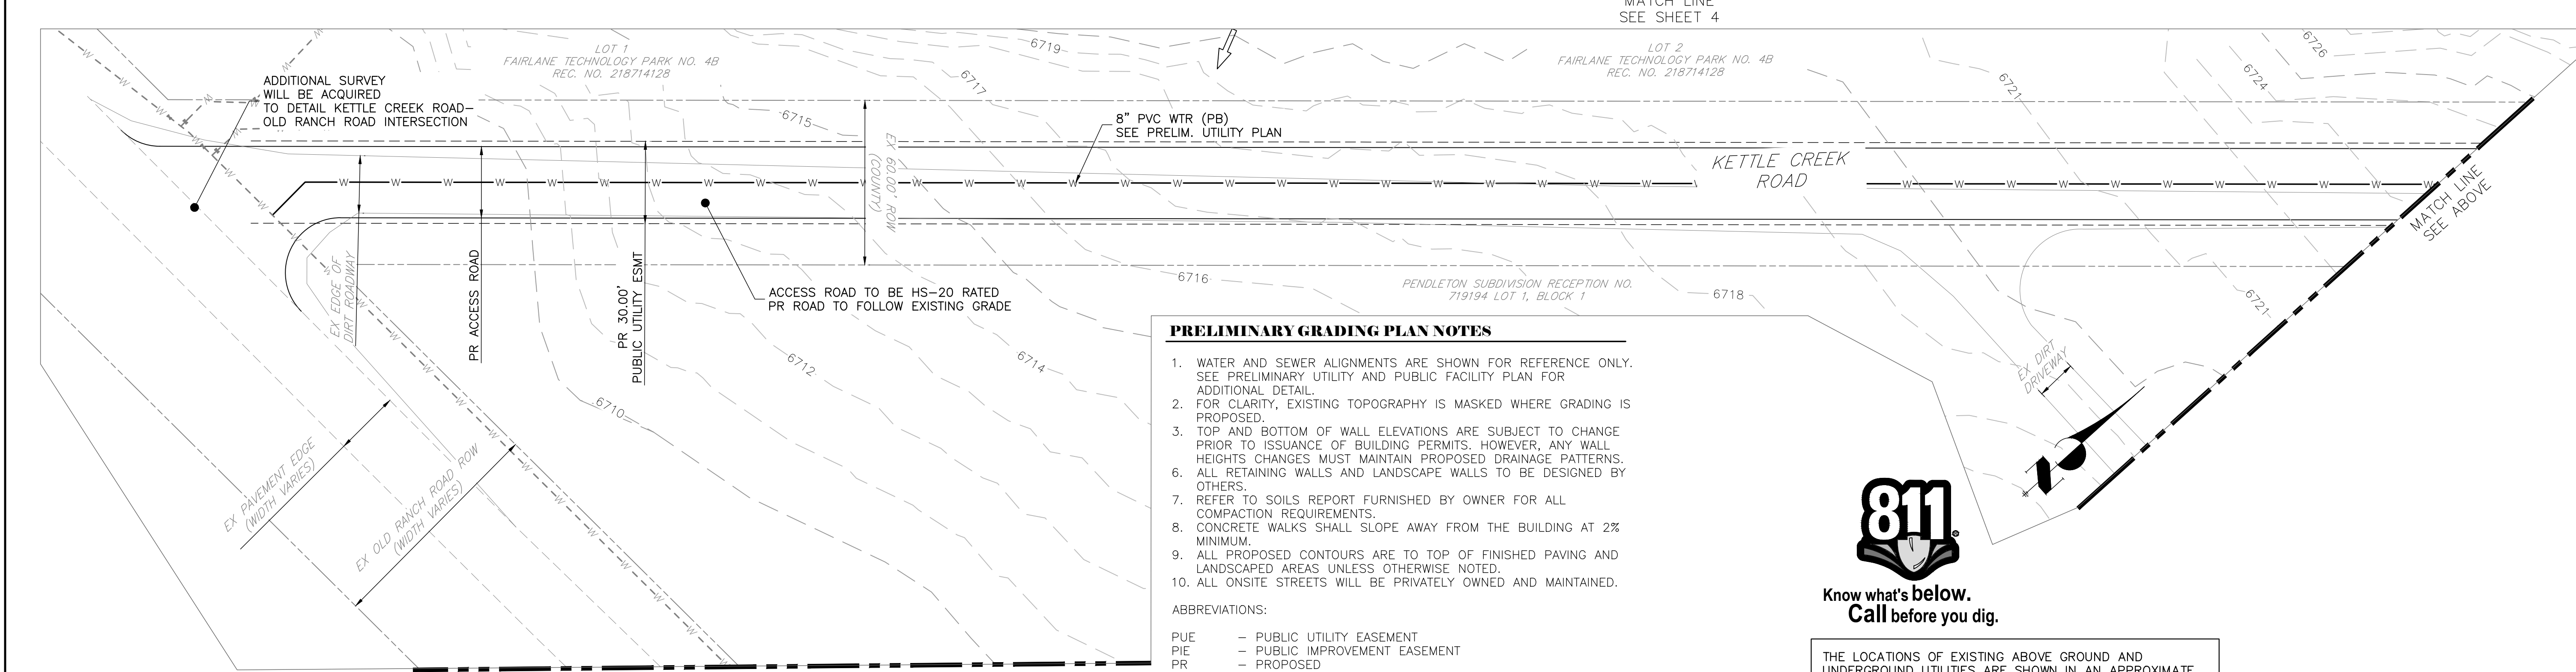 MATCH LINE
SEE SHEET 4
LOT 1
FAIRLANE TECHNOLOGY PARK NO. 4B
REC. NO. 218714128
6719
LOT 2
FAIRLANE TECHNOLOGY PARK NO. 4B
REC. NO. 218714128
6726
6724
6721
6717
6715
ADDITIONAL SURVEY
WILL BE ACQUIRED
TO DETAIL KETTLE CREEK ROAD–
OLD RANCH ROAD INTERSECTION
8" PVC WTR (PB)
SEE PRELIM. UTILITY PLAN
EX 60.00' ROW
(COUNTY)
KETTLE CREEK
ROAD
MATCH LINE
SEE ABOVE
EX EDGE OF
DIRT ROADWAY
PR ACCESS ROAD
PR 30.00'
PUBLIC UTILITY ESMT
ACCESS ROAD TO BE HS–20 RATED
PR ROAD TO FOLLOW EXISTING GRADE
6716
PENDLETON SUBDIVISION RECEPTION NO.
719194 LOT 1, BLOCK 1
6718
6721
6710
6712
6714
EX PAVEMENT EDGE
(WIDTH VARIES)
EX OLD RANCH ROAD ROW
(WIDTH VARIES)
EX DIRT
DRIVEWAY
PRELIMINARY GRADING PLAN NOTES
1. WATER AND SEWER ALIGNMENTS ARE SHOWN FOR REFERENCE ONLY.
SEE PRELIMINARY UTILITY AND PUBLIC FACILITY PLAN FOR
ADDITIONAL DETAIL.
2. FOR CLARITY, EXISTING TOPOGRAPHY IS MASKED WHERE GRADING IS
PROPOSED.
3. TOP AND BOTTOM OF WALL ELEVATIONS ARE SUBJECT TO CHANGE
PRIOR TO ISSUANCE OF BUILDING PERMITS. HOWEVER, ANY WALL
HEIGHTS CHANGES MUST MAINTAIN PROPOSED DRAINAGE PATTERNS.
6. ALL RETAINING WALLS AND LANDSCAPE WALLS TO BE DESIGNED BY
OTHERS.
7. REFER TO SOILS REPORT FURNISHED BY OWNER FOR ALL
COMPACTION REQUIREMENTS.
8. CONCRETE WALKS SHALL SLOPE AWAY FROM THE BUILDING AT 2%
MINIMUM.
9. ALL PROPOSED CONTOURS ARE TO TOP OF FINISHED PAVING AND
LANDSCAPED AREAS UNLESS OTHERWISE NOTED.
10. ALL ONSITE STREETS WILL BE PRIVATELY OWNED AND MAINTAINED.
ABBREVIATIONS:
PUE – PUBLIC UTILITY EASEMENT
PIE – PUBLIC IMPROVEMENT EASEMENT
PR – PROPOSED
811
Know what's below.
Call before you dig.
THE LOCATIONS OF EXISTING ABOVE GROUND AND
UNDERGROUND UTILITIES ARE SHOWN IN AN APPROXIMATE